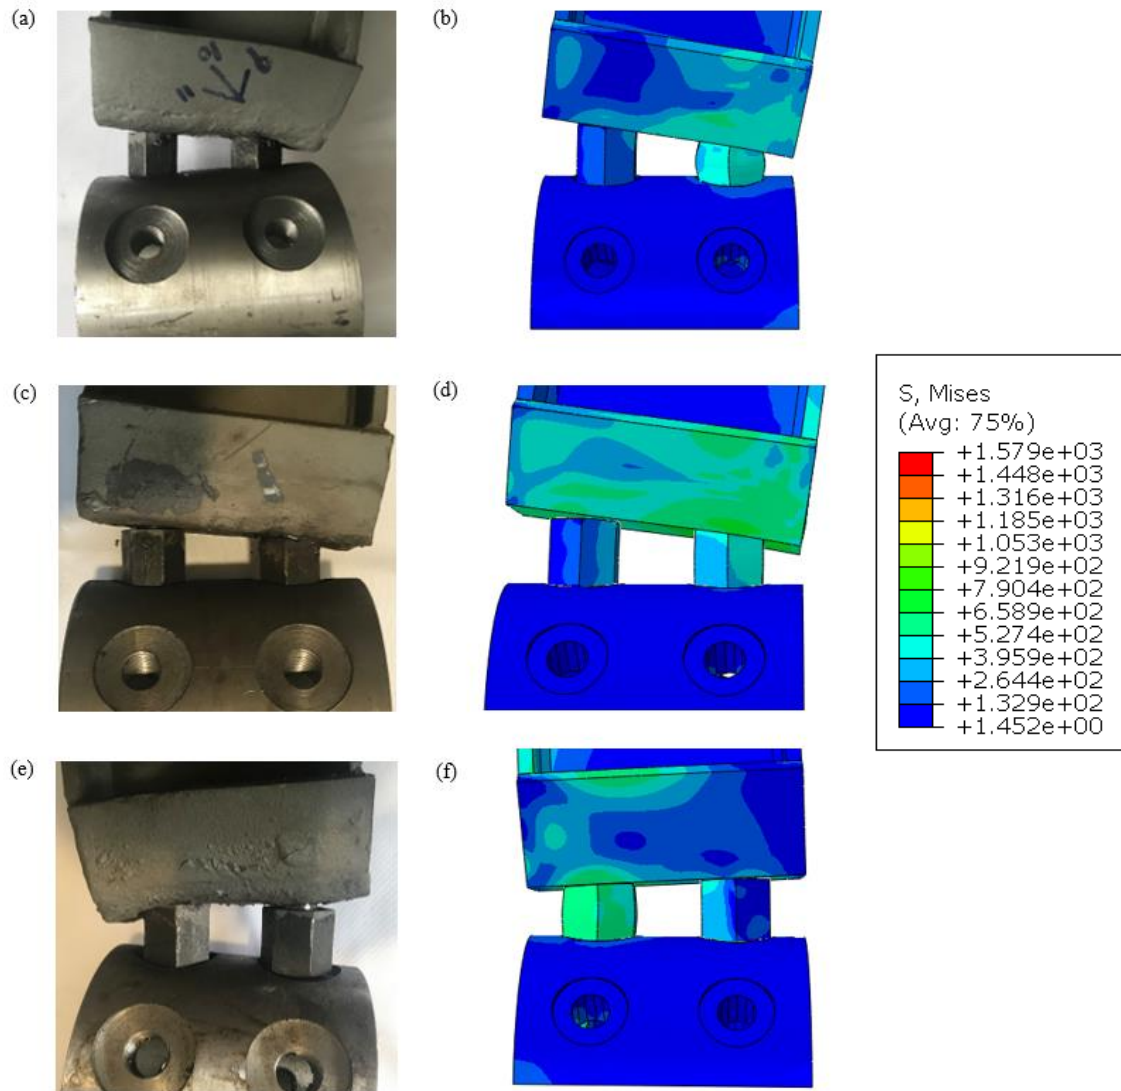 (a)
(b)
(c)
(d)
S, Mises
(Avg: 75%)
+1.579e+03
+1.448e+03
+1.316e+03
+1.185e+03
+1.053e+03
+9.219e+02
+7.904e+02
+6.589e+02
+5.274e+02
+3.959e+02
+2.644e+02
+1.329e+02
+1.452e+00
(e)
(f)